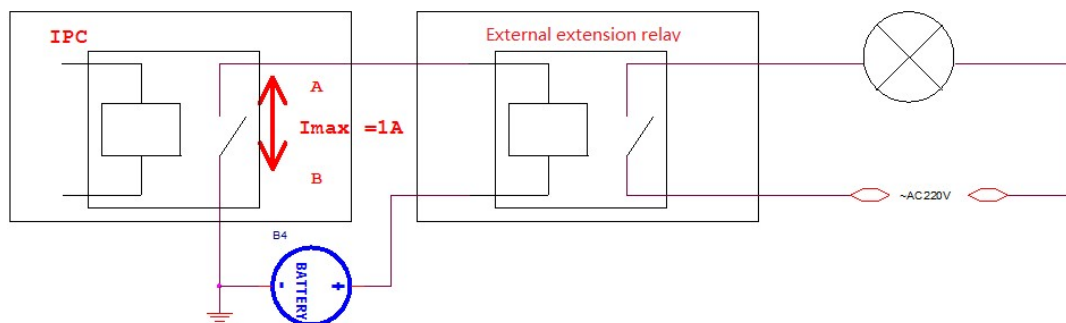 IPC
External extension relay
A
Imax =1A
B
~AC220V
B4
- BATTERY +